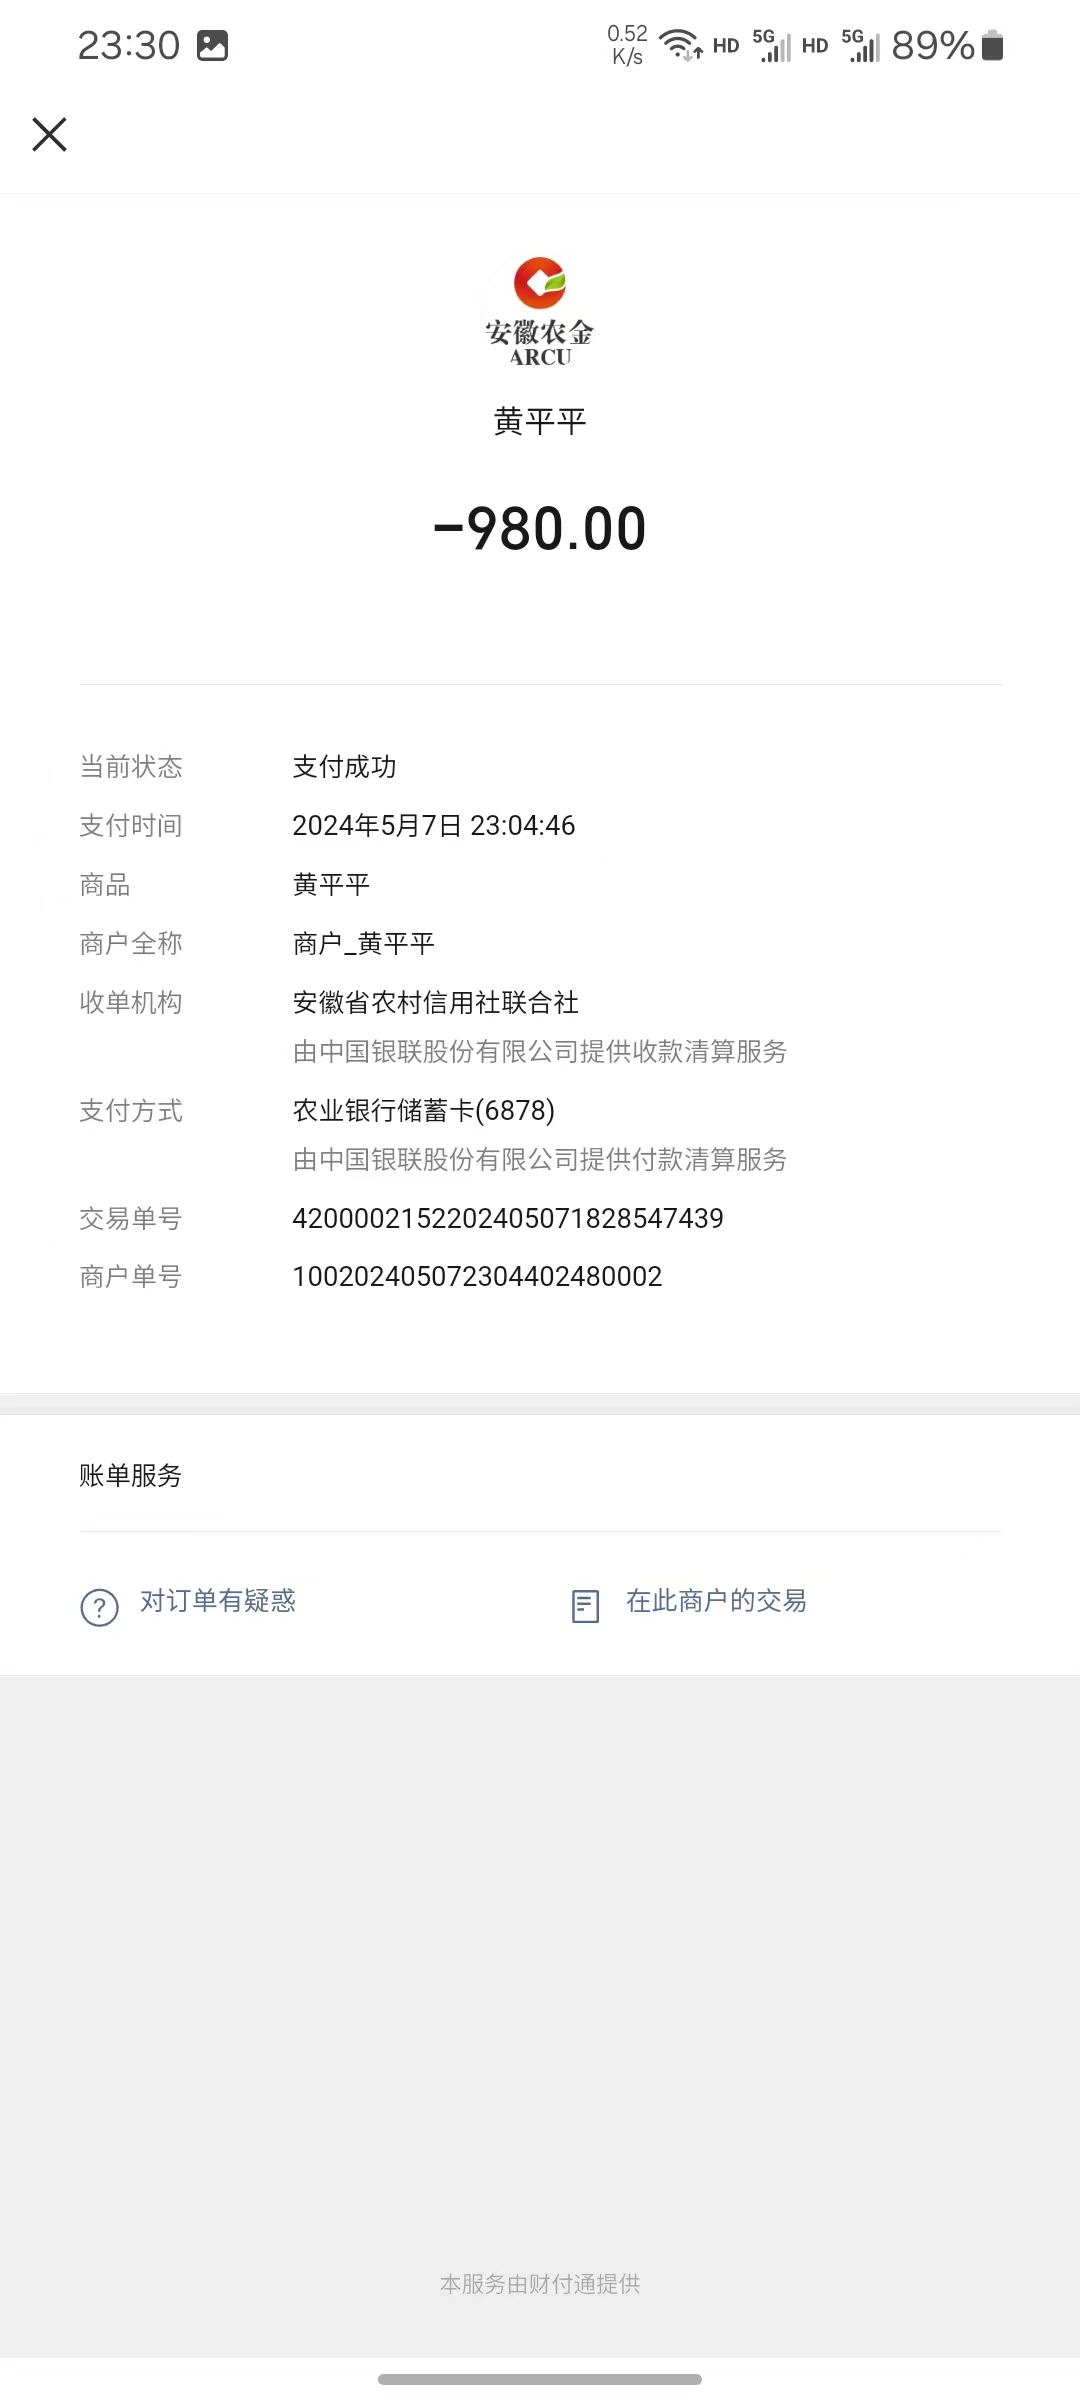 23:30
0.52 K/s HD 5G HD 5G 89%
安徽农金
ARCU
黄平平
-980.00
当前状态 支付成功
支付时间 2024年5月7日 23:04:46
商品 黄平平
商户全称 商户_黄平平
收单机构 安徽省农村信用社联合社
由中国银联股份有限公司提供收款清算服务
支付方式 农业银行储蓄卡(6878)
由中国银联股份有限公司提供付款清算服务
交易单号 4200002152202405071828547439
商户单号 100202405072304402480002
账单服务
对订单有疑惑
在此商户的交易
本服务由财付通提供